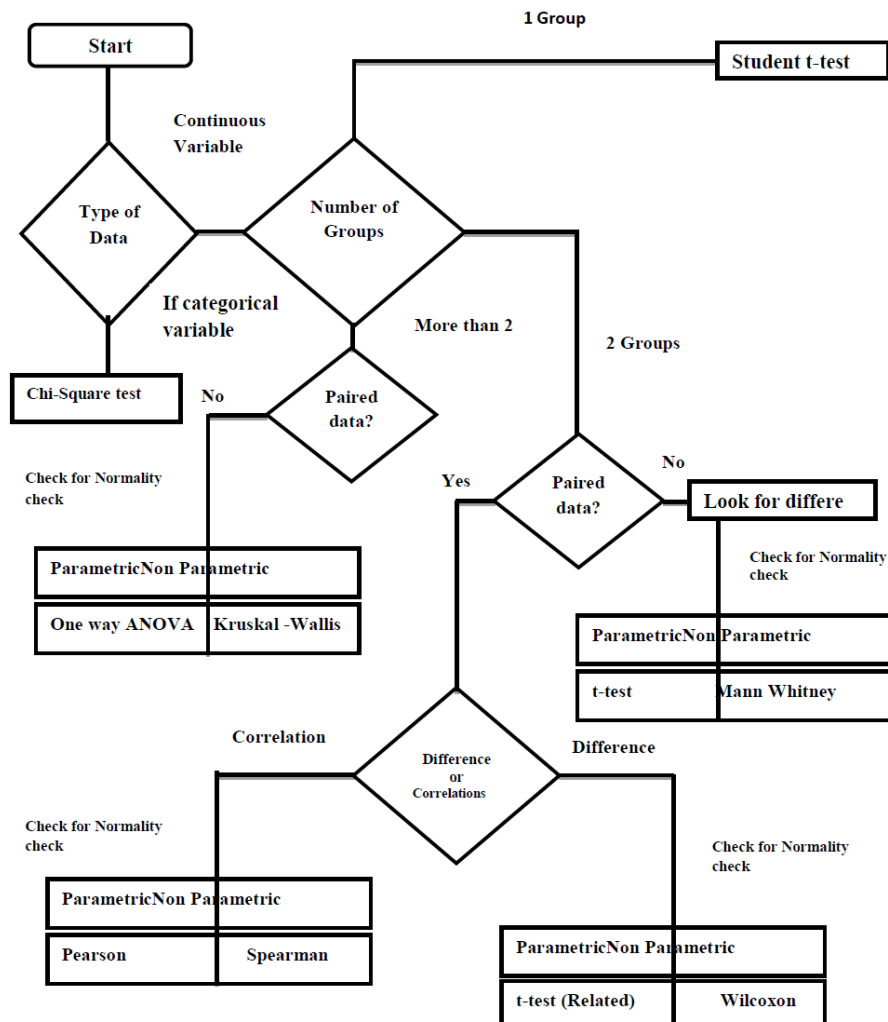 1 Group
Start
Student t-test
Continuous
Variable
Type of
Data
Number of
Groups
If categorical
variable
More than 2
2 Groups
Chi-Square test
No
Paired
data?
Check for Normality
check
Yes
Paired
data?
No
Look for differe
Check for Normality
check
ParametricNon Parametric
One way ANOVA Kruskal -Wallis
ParametricNon Parametric
t-test Mann Whitney
Correlation
Difference
or
Correlations
Difference
Check for Normality
check
Check for Normality
check
ParametricNon Parametric
Pearson Spearman
ParametricNon Parametric
t-test (Related) Wilcoxon